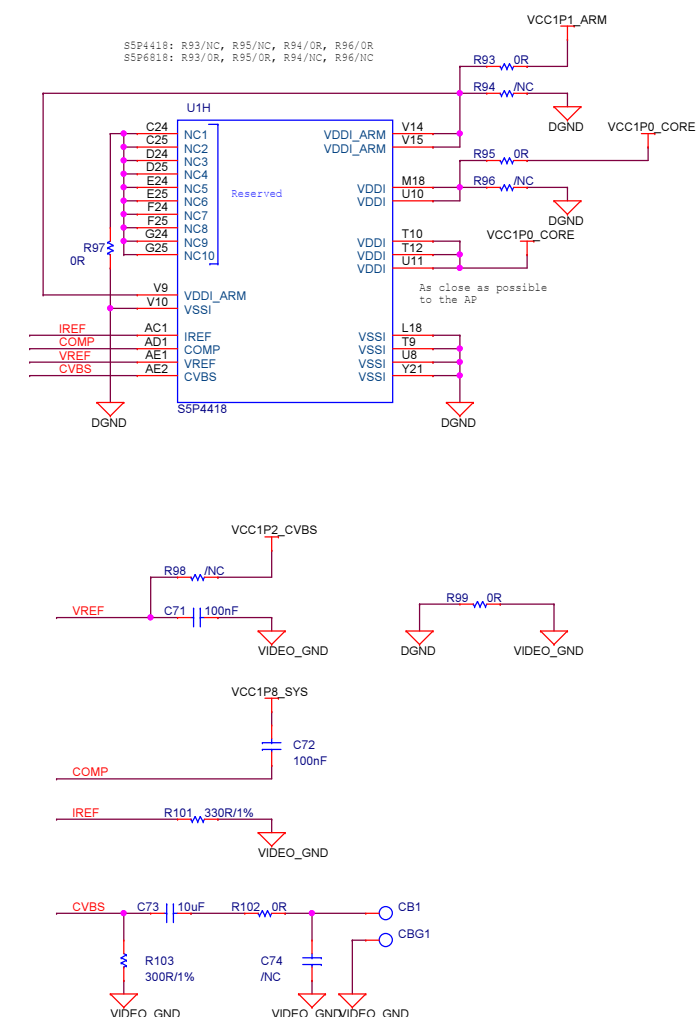 VCC1P1_ARM
S5P4418: R93/NC, R95/NC, R94/0R, R96/0R
S5P6818: R93/0R, R95/0R, R94/NC, R96/NC
R93 0R
R94 /NC
DGND
U1H
VCC1P0_CORE
C24 NC1
C25 NC2
D24 NC3
D25 NC4
E24 NC5
E25 NC6
F24 NC7
F25 NC8
G24 NC9
G25 NC10
Reserved
VDDI_ARM V14
VDDI_ARM V15
R95 0R
VDDI M18
VDDI U10
R96 /NC
DGND
VCC1P0_CORE
R97
0R
VDDI T10
VDDI T12
VDDI U11
As close as possible
to the AP
V9 VDDI_ARM
V10 VSSI
IREF AC1 IREF
COMP AD1 COMP
VREF AE1 VREF
CVBS AE2 CVBS
VSSI L18
VSSI T9
VSSI U8
VSSI Y21
S5P4418
DGND
DGND
VCC1P2_CVBS
R98 /NC
VREF C71 100nF
VIDEO_GND
R99 0R
DGND
VIDEO_GND
VCC1P8_SYS
C72
100nF
COMP
IREF R101 330R/1%
VIDEO_GND
CVBS C73 10uF R102 0R CB1
CBG1
R103
300R/1%
C74
/NC
VIDEO_GND
VIDEO_GND
VIDEO_GND